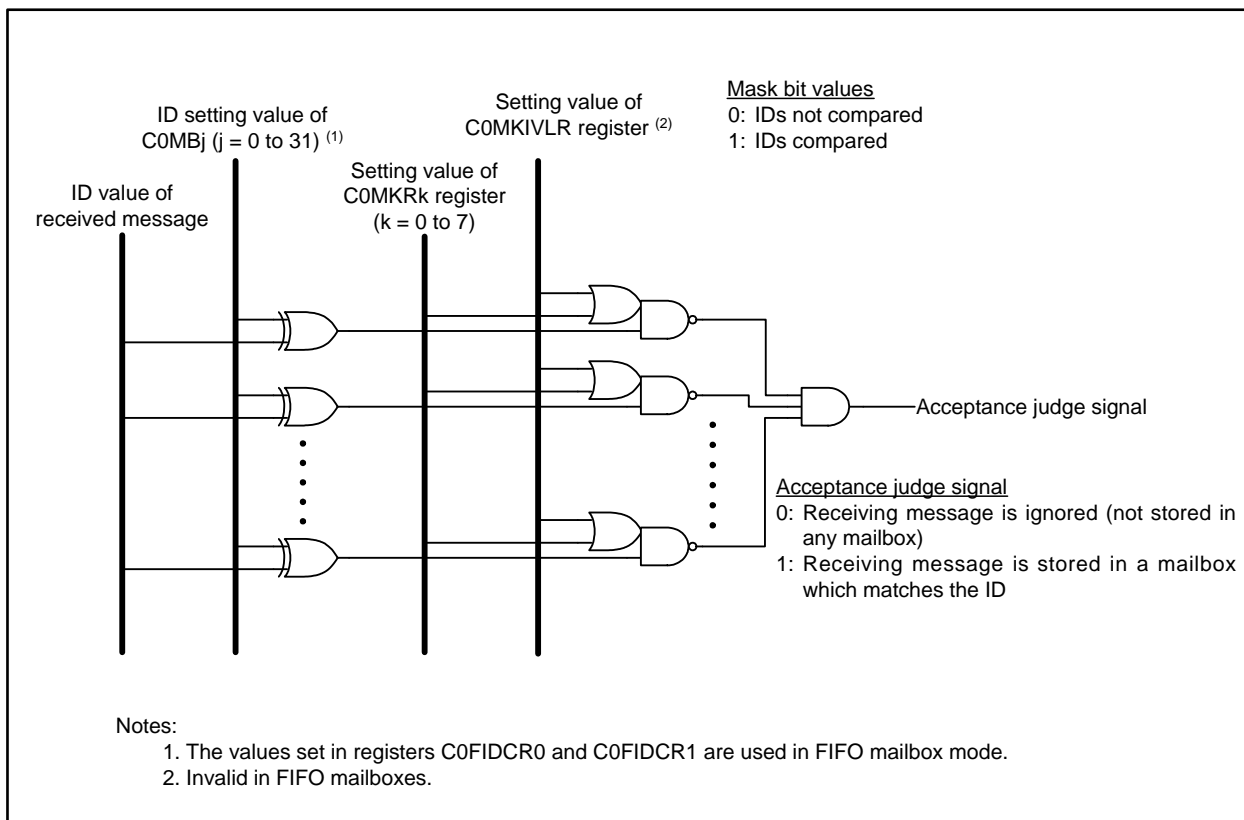 ID setting value of
C0MBj (j = 0 to 31) (1)
Setting value of
C0MKIVLR register (2)
Mask bit values
0: IDs not compared
1: IDs compared
ID value of
received message
Setting value of
C0MKRk register
(k = 0 to 7)
Acceptance judge signal
Acceptance judge signal
0: Receiving message is ignored (not stored in
any mailbox)
1: Receiving message is stored in a mailbox
which matches the ID
Notes:
1. The values set in registers C0FIDCR0 and C0FIDCR1 are used in FIFO mailbox mode.
2. Invalid in FIFO mailboxes.